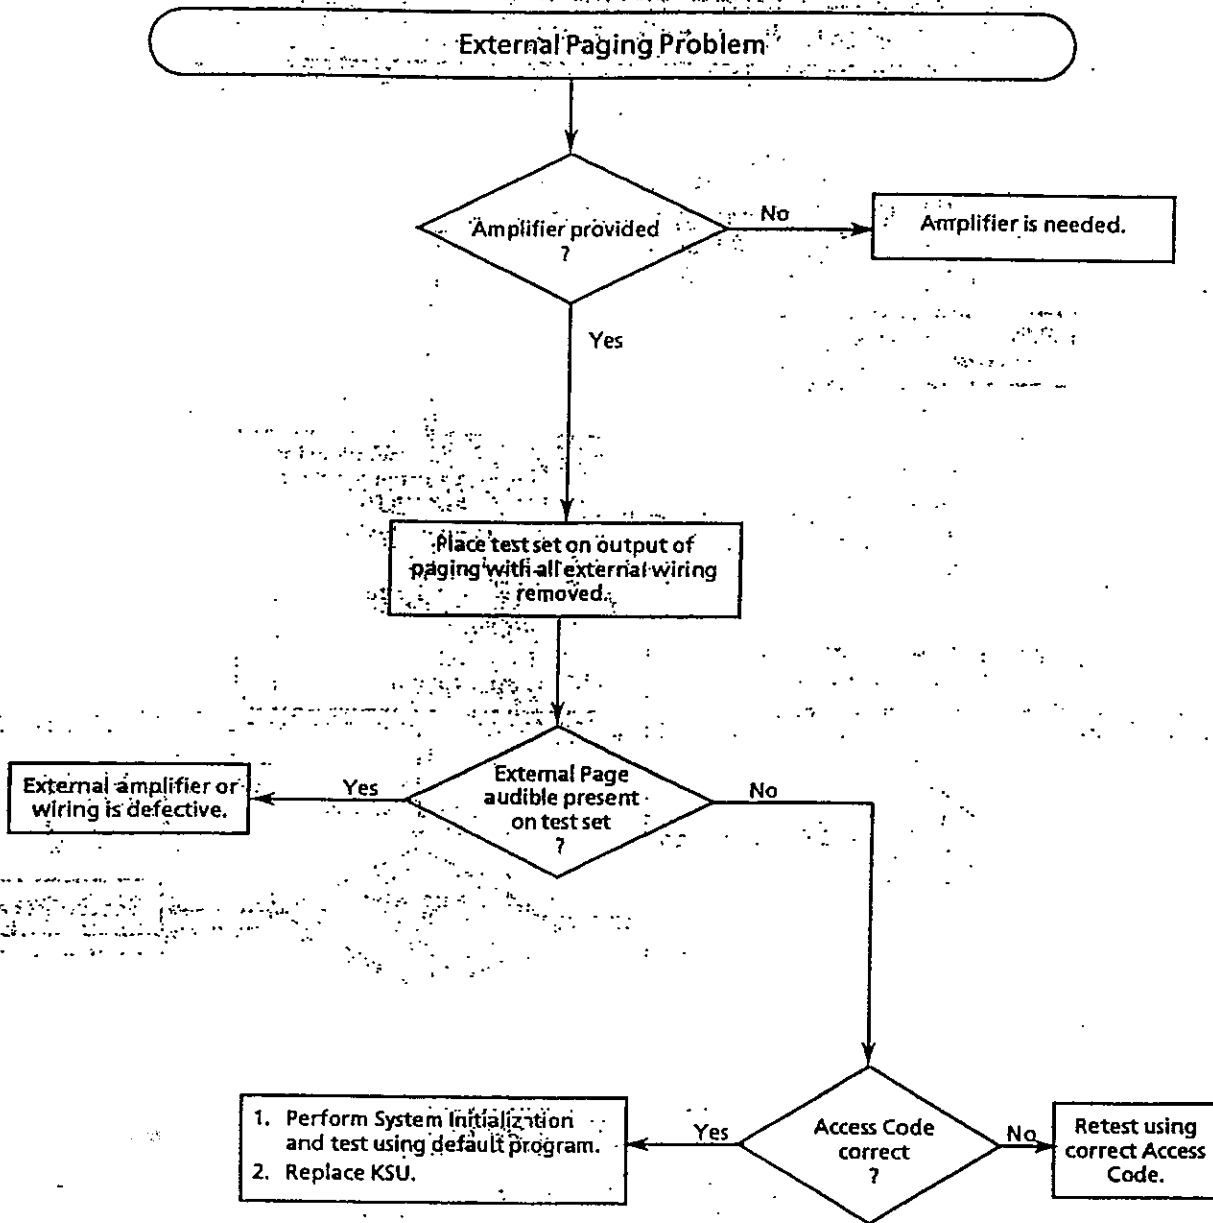 External Paging Problem
Amplifier provided
?
No
Amplifier is needed.
Yes
Place test set on output of
paging with all external wiring
removed.
External Page
audible present
on test set
?
Yes
External amplifier or
wiring is defective.
No
Access Code
correct
?
Yes
1. Perform System Initialization
and test using default program.
2. Replace KSU.
No
Retest using
correct Access
Code.